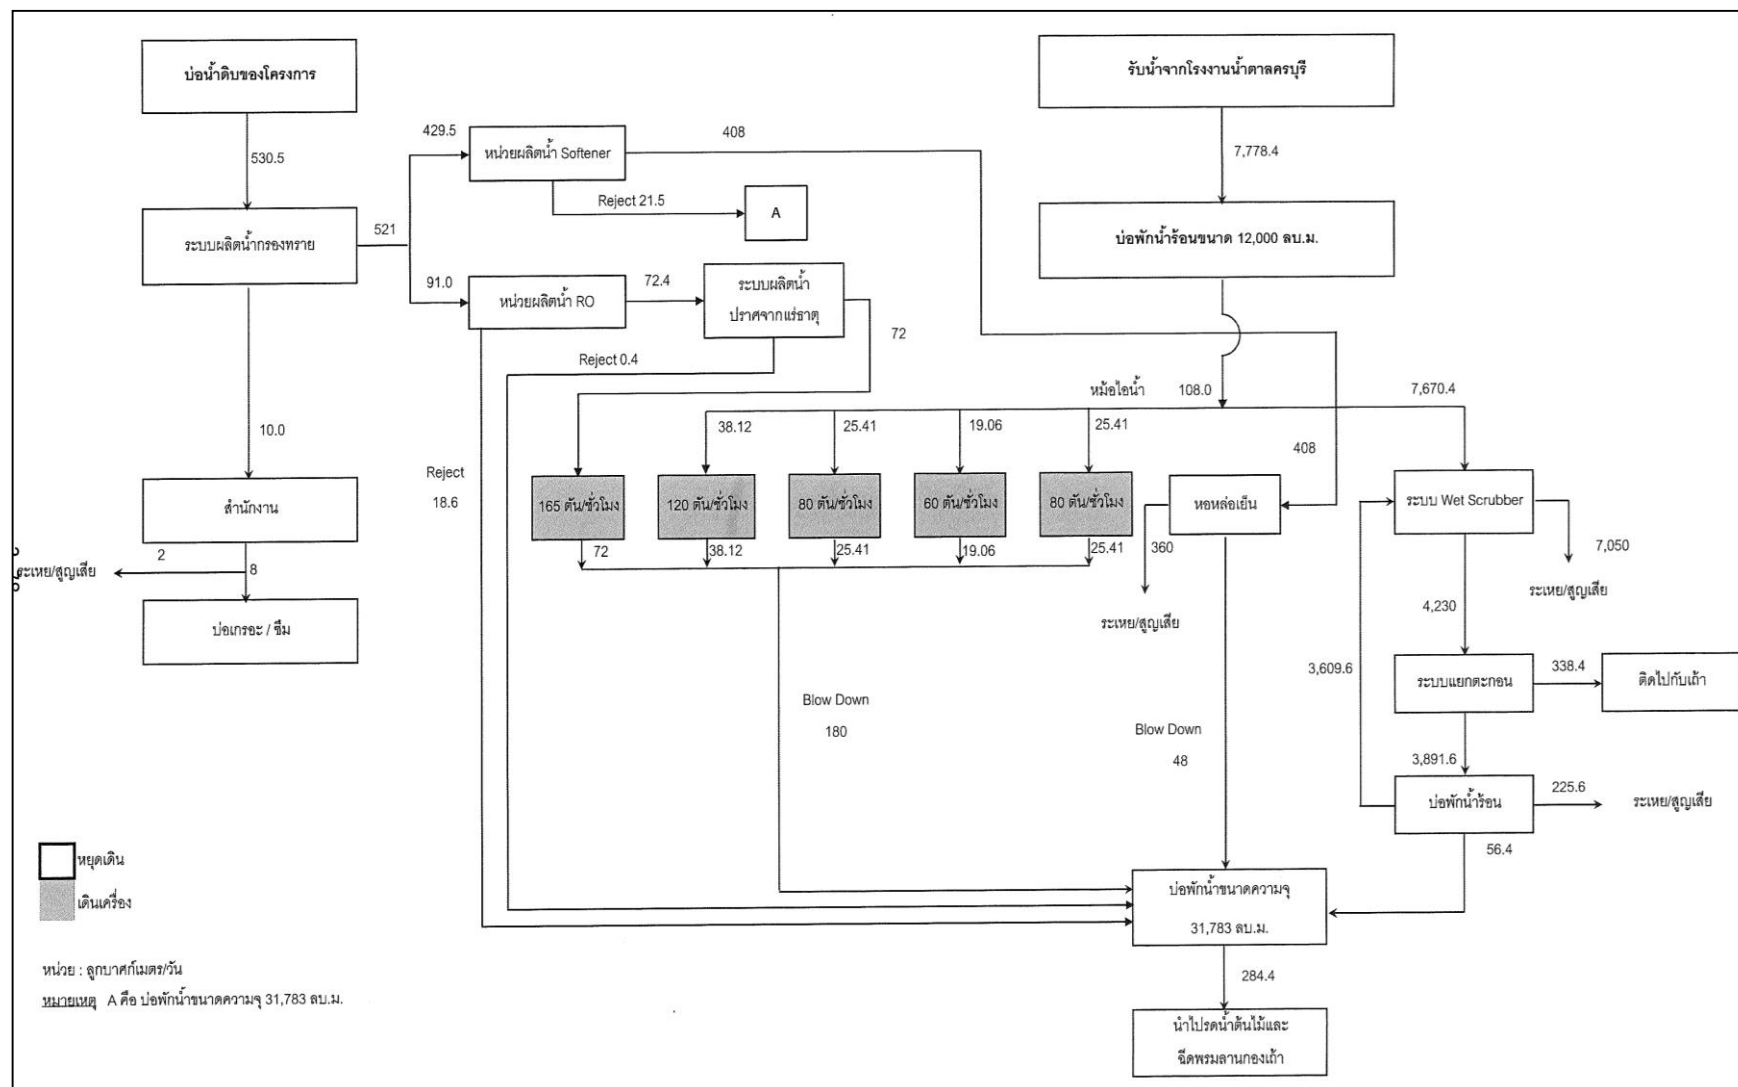 บ่อน้ำดิบของโครงการ
530.5
ระบบผลิตน้ำกรองทราย
521
10.0
สำนักงาน
2
8
ระเหย/สูญเสีย
บ่อเกรอะ / ซึม
429.5
หน่วยผลิตน้ำ Softener
408
Reject 21.5
A
91.0
หน่วยผลิตน้ำ RO
72.4
ระบบผลิตน้ำ
ปราศจากแร่ธาตุ
72
Reject 0.4
Reject
18.6
รับน้ำจากโรงงานน้ำตาลครบุรี
7,778.4
บ่อพักน้ำร้อนขนาด 12,000 ลบ.ม.
หม้อไอน้ำ
108.0
7,670.4
38.12
25.41
19.06
25.41
408
165 ตัน/ชั่วโมง
120 ตัน/ชั่วโมง
80 ตัน/ชั่วโมง
60 ตัน/ชั่วโมง
80 ตัน/ชั่วโมง
หอหล่อเย็น
ระบบ Wet Scrubber
72
38.12
25.41
19.06
25.41
360
ระเหย/สูญเสีย
7,050
ระเหย/สูญเสีย
4,230
3,609.6
ระบบแยกตะกอน
338.4
ติดไปกับเถ้า
Blow Down
180
Blow Down
48
3,891.6
บ่อพักน้ำร้อน
225.6
ระเหย/สูญเสีย
56.4
บ่อพักน้ำขนาดความจุ
31,783 ลบ.ม.
284.4
นำไปรดน้ำต้นไม้และ
ฉีดพรมลานกองเถ้า
หยุดเดิน
เดินเครื่อง
หน่วย : ลูกบาศก์เมตร/วัน
หมายเหตุ A คือ บ่อพักน้ำขนาดความจุ 31,783 ลบ.ม.